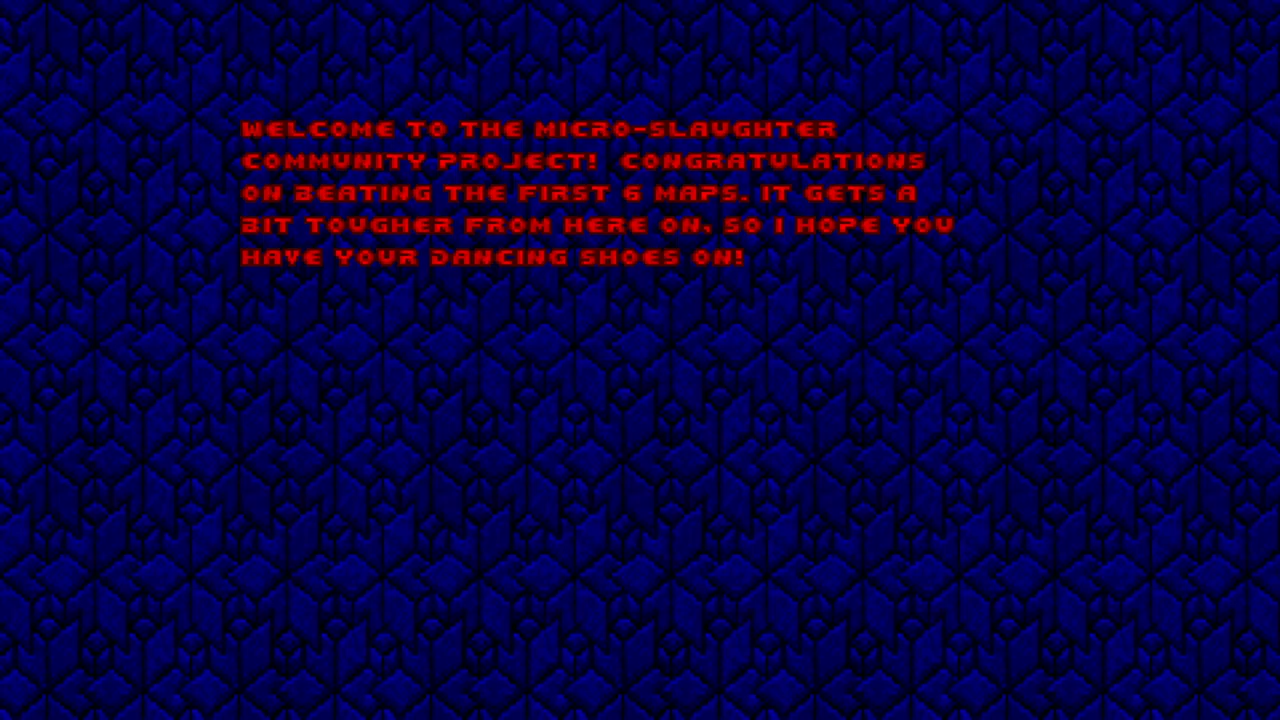 WELCOME TO THE MICRO-SLAUGHTER
COMMUNITY PROJECT!  CONGRATULATIONS
ON BEATING THE FIRST 6 MAPS. IT GETS A
BIT TOUGHER FROM HERE ON, SO I HOPE YOU
HAVE YOUR DANCING SHOES ON!